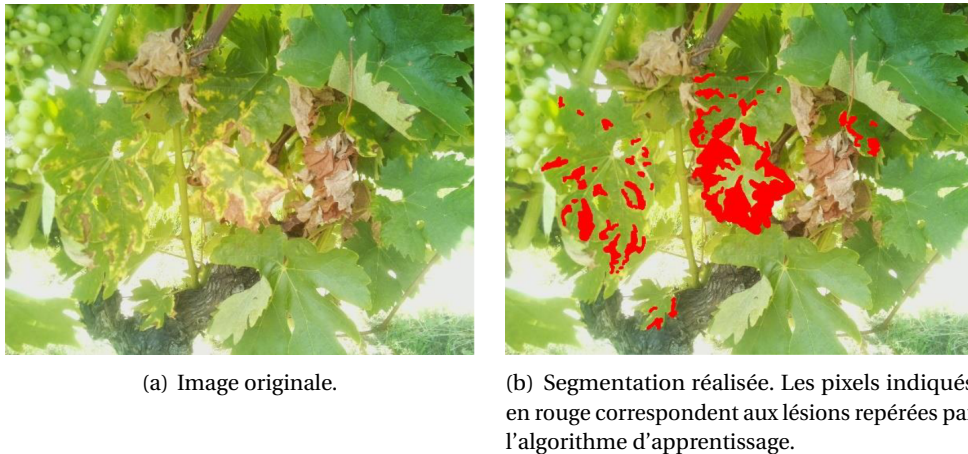 (a) Image originale.
(b) Segmentation réalisée. Les pixels indiqués
en rouge correspondent aux lésions repérées par
l'algorithme d'apprentissage.